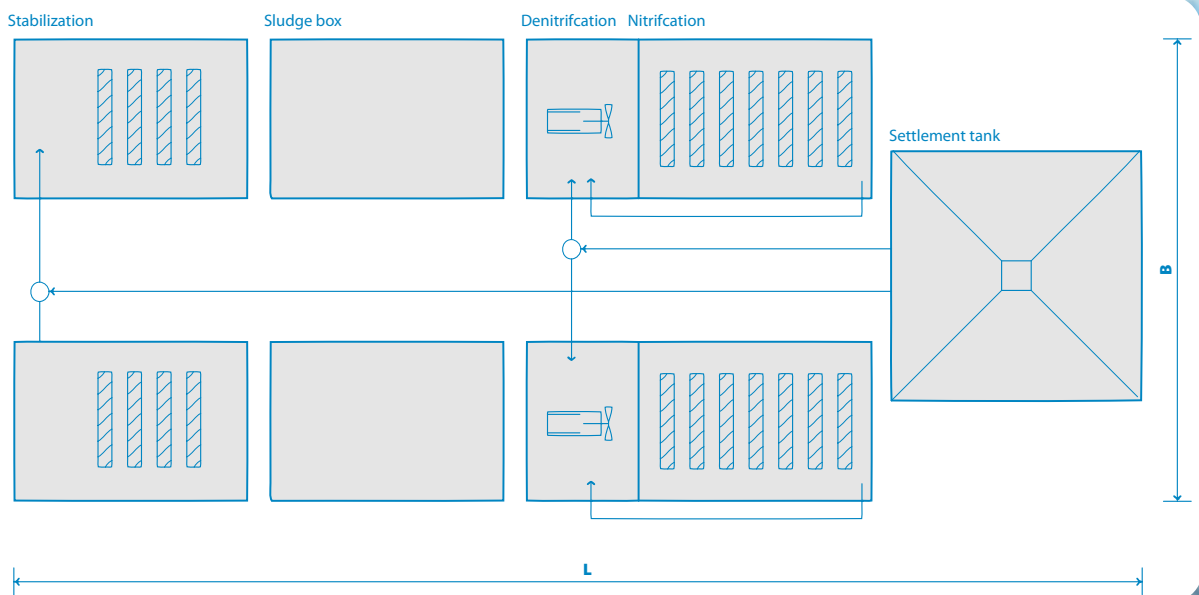 Stabilization
Sludge box
Denitrifcation
Nitrifcation
Settlement tank
B
L